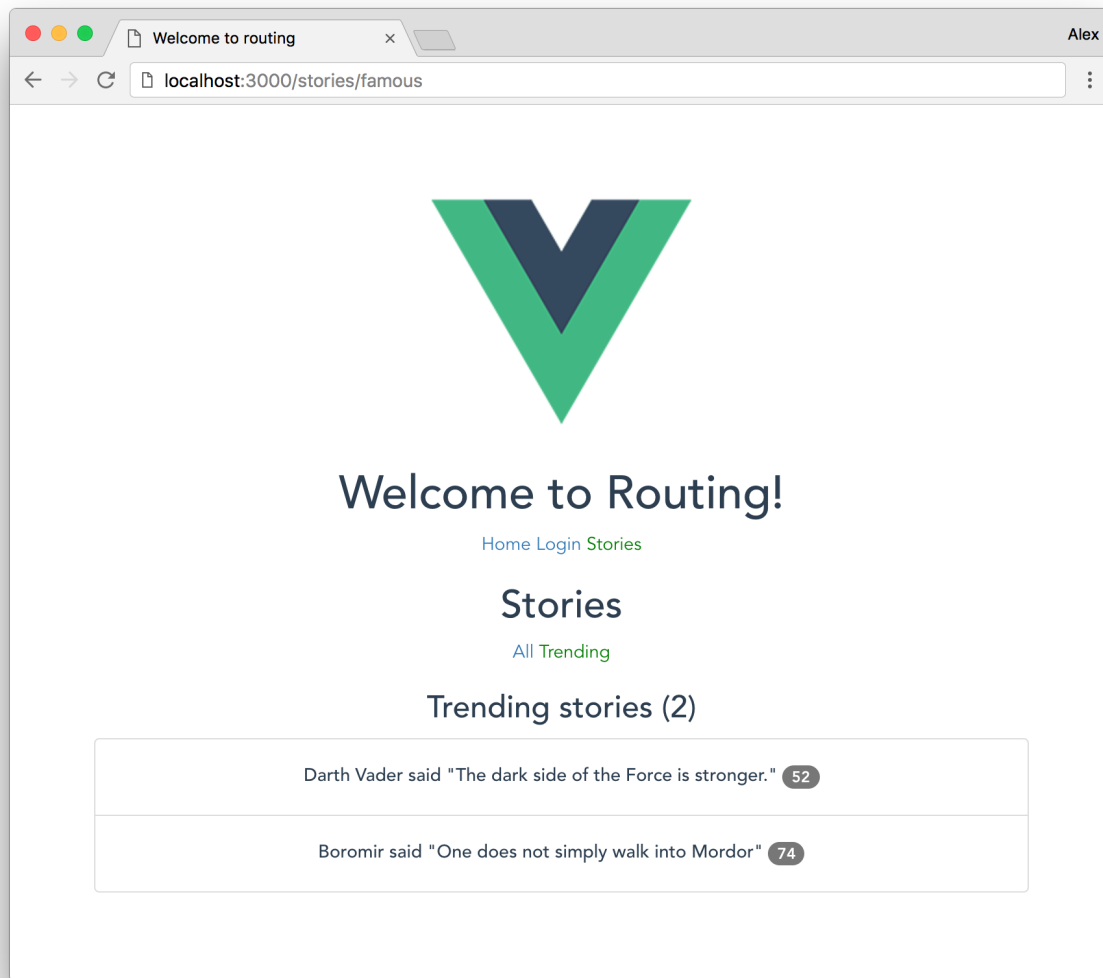 Welcome to routing
Alex
localhost:3000/stories/famous
Welcome to Routing!
Home Login Stories
Stories
All Trending
Trending stories (2)
Darth Vader said "The dark side of the Force is stronger." 52
Boromir said "One does not simply walk into Mordor" 74